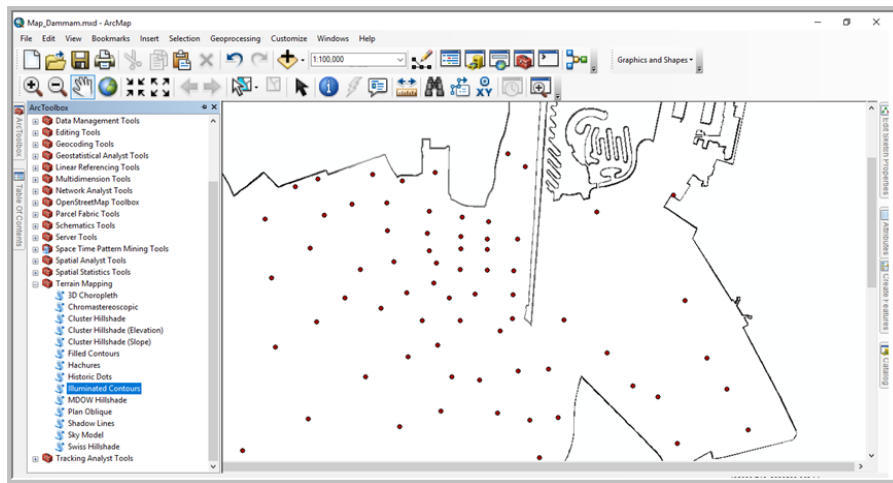 Map_Dammam.mxd - ArcMap
File Edit View Bookmarks Insert Selection Geoprocessing Customize Windows Help
1:100,000
Graphics and Shapes
XY
ArcToolbox
ArcToolbox
Table Of Contents
Data Management Tools
Editing Tools
Geocoding Tools
Geostatistical Analyst Tools
Linear Referencing Tools
Multidimension Tools
Network Analyst Tools
OpenStreetMap Toolbox
Parcel Fabric Tools
Schematics Tools
Server Tools
Space Time Pattern Mining Tools
Spatial Analyst Tools
Spatial Statistics Tools
Terrain Mapping
3D Choropleth
Chromastereoscopic
Cluster Hillshade
Cluster Hillshade (Elevation)
Cluster Hillshade (Slope)
Filled Contours
Hachures
Historic Dots
Illuminated Contours
MDOW Hillshade
Plan Oblique
Shadow Lines
Sky Model
Swiss Hillshade
Tracking Analyst Tools
Edit Sketch Properties
Attributes
Create Features
Catalog